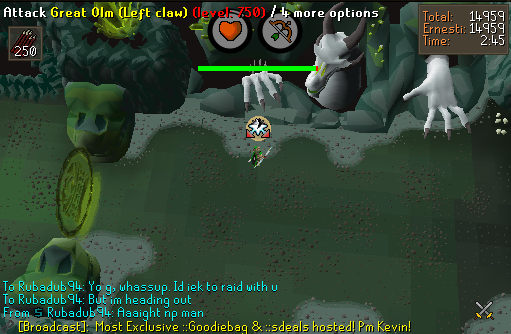 Attack Great Olm (Left claw) (level, 750) / 4 more options
Total: 14959
Ernestr: 14959
Time: 2:45
250
To Rubadub94: Yo g, whassup. Id iek to raid with u
To Rubadub94: But im heading out
From S Rubadub94: Aaaight np man
[Broadcast]: Most Exclusive ::Goodiebag & ::sdeals hosted! Pm Kevin!